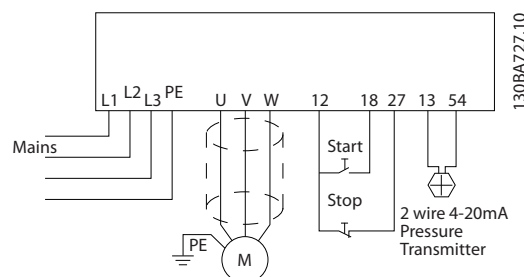 130BA727.10
L1 L2 L3 PE U V W 12 18 27 13 54
Mains
Start
Stop
2 wire 4-20mA
Pressure
Transmitter
PE
M